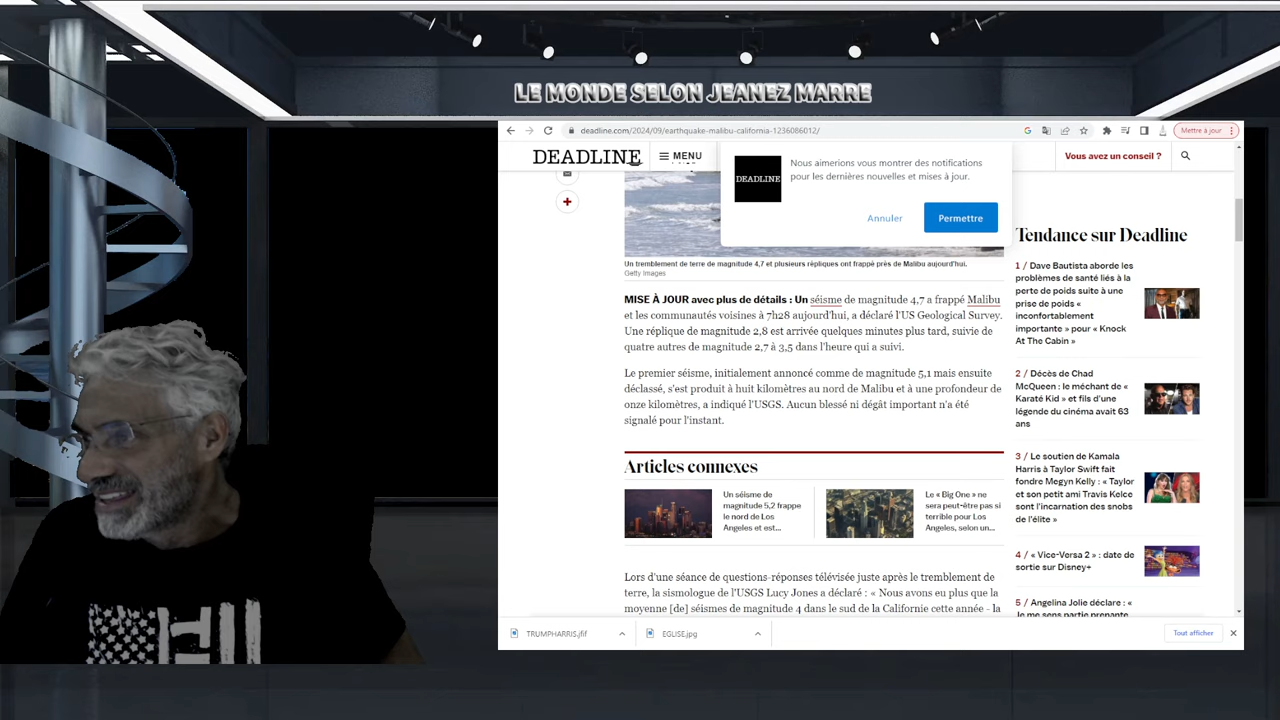 LE MONDE SELON JEANEZ MARRE
deadline.com/2024/09/earthquake-malibu-california-1236086012/
Mettre à jour
DEADLINE
MENU
DEADLINE
Nous aimerions vous montrer des notifications
pour les dernières nouvelles et mises à jour.
Annuler
Permettre
Vous avez un conseil ?
Un tremblement de terre de magnitude 4,7 et plusieurs répliques ont frappé près de Malibu aujourd'hui.
Getty Images
MISE À JOUR avec plus de détails : Un séisme de magnitude 4,7 a frappé Malibu
et les communautés voisines à 7h28 aujourd'hui, a déclaré l'US Geological Survey.
Une réplique de magnitude 2,8 est arrivée quelques minutes plus tard, suivie de
quatre autres de magnitude 2,7 à 3,5 dans l'heure qui a suivi.
Le premier séisme, initialement annoncé comme de magnitude 5,1 mais ensuite
déclassé, s'est produit à huit kilomètres au nord de Malibu et à une profondeur de
onze kilomètres, a indiqué l'USGS. Aucun blessé ni dégât important n'a été
signalé pour l'instant.
Articles connexes
Un séisme de
magnitude 5,2 frappe
le nord de Los
Angeles et est...
Le « Big One » ne
sera peut-être pas si
terrible pour Los
Angeles, selon un...
Lors d'une séance de questions-réponses télévisée juste après le tremblement de
terre, la sismologue de l'USGS Lucy Jones a déclaré : « Nous avons eu plus que la
moyenne [de] séismes de magnitude 4 dans le sud de la Californie cette année - la
Tendance sur Deadline
1 / Dave Bautista aborde les
problèmes de santé liés à la
perte de poids suite à une
prise de poids «
inconfortablement
importante » pour « Knock
At The Cabin »
2 / Décès de Chad
McQueen : le méchant de «
Karaté Kid » et fils d'une
légende du cinéma avait 63
ans
3 / Le soutien de Kamala
Harris à Taylor Swift fait
fondre Megyn Kelly : « Taylor
et son petit ami Travis Kelce
sont l'incarnation des snobs
de l'élite »
4 / « Vice-Versa 2 » : date de
sortie sur Disney+
5 / Angelina Jolie déclare : «
Je me sens partie prenante
TRUMPHARRIS.jfif
EGLISE.jpg
Tout afficher